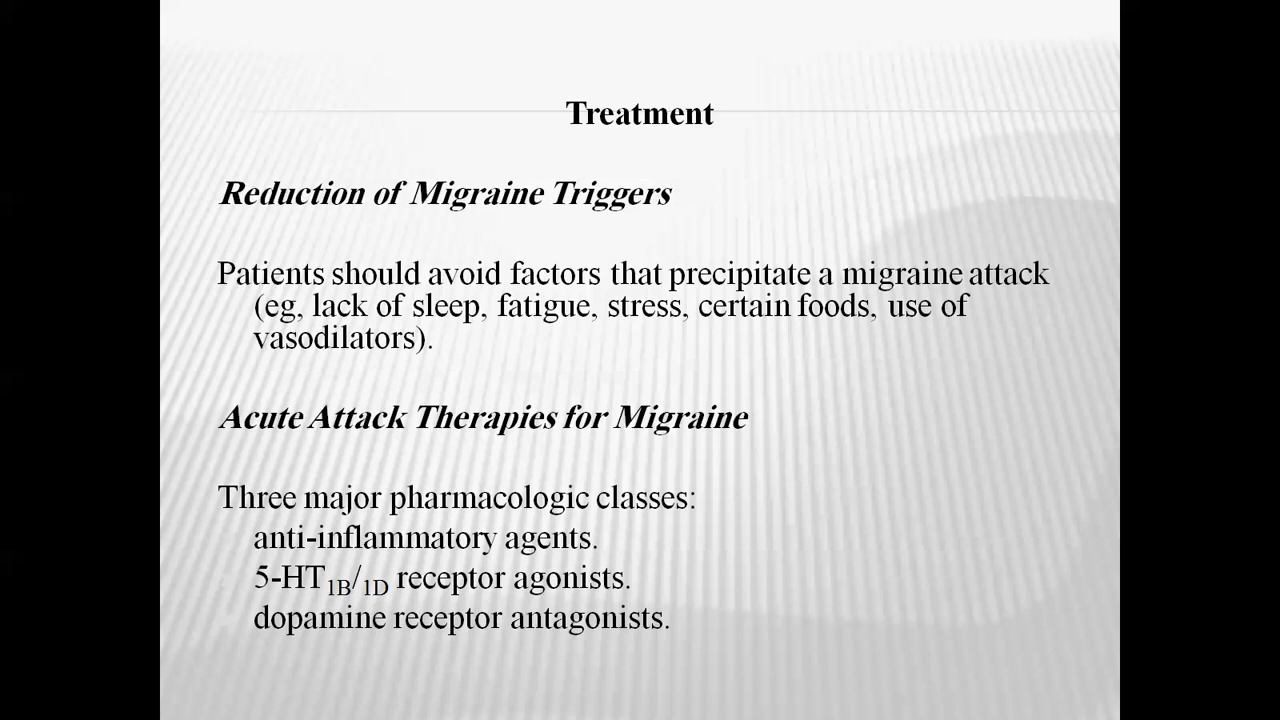 Treatment
Reduction of Migraine Triggers
Patients should avoid factors that precipitate a migraine attack
(eg, lack of sleep, fatigue, stress, certain foods, use of
vasodilators).
Acute Attack Therapies for Migraine
Three major pharmacologic classes:
anti-inflammatory agents.
5-HT1B/1D receptor agonists.
dopamine receptor antagonists.